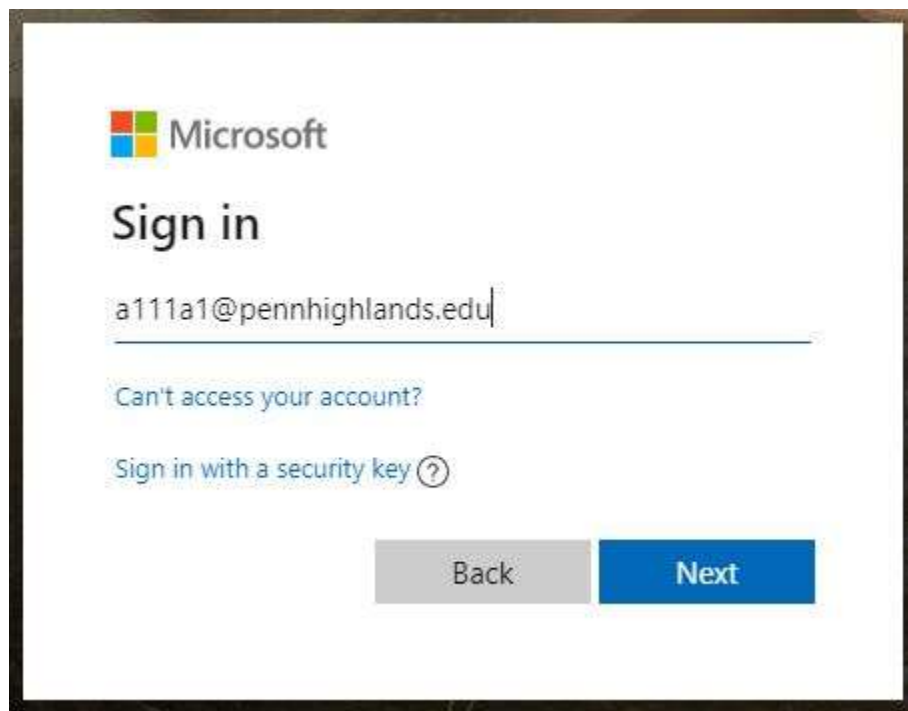 Microsoft
Sign in
a111a1@pennhighlands.edu
Can't access your account?
Sign in with a security key ?
Back Next